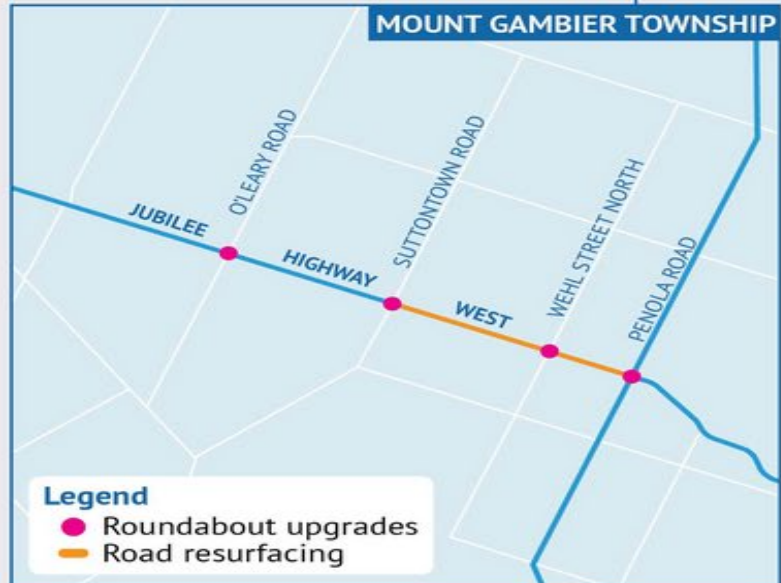 MOUNT GAMBIER TOWNSHIP
O'LEARY ROAD
SUTTONTOWN ROAD
WEHL STREET NORTH
PENOLA ROAD
JUBILEE
HIGHWAY
WEST
Legend
Roundabout upgrades
Road resurfacing